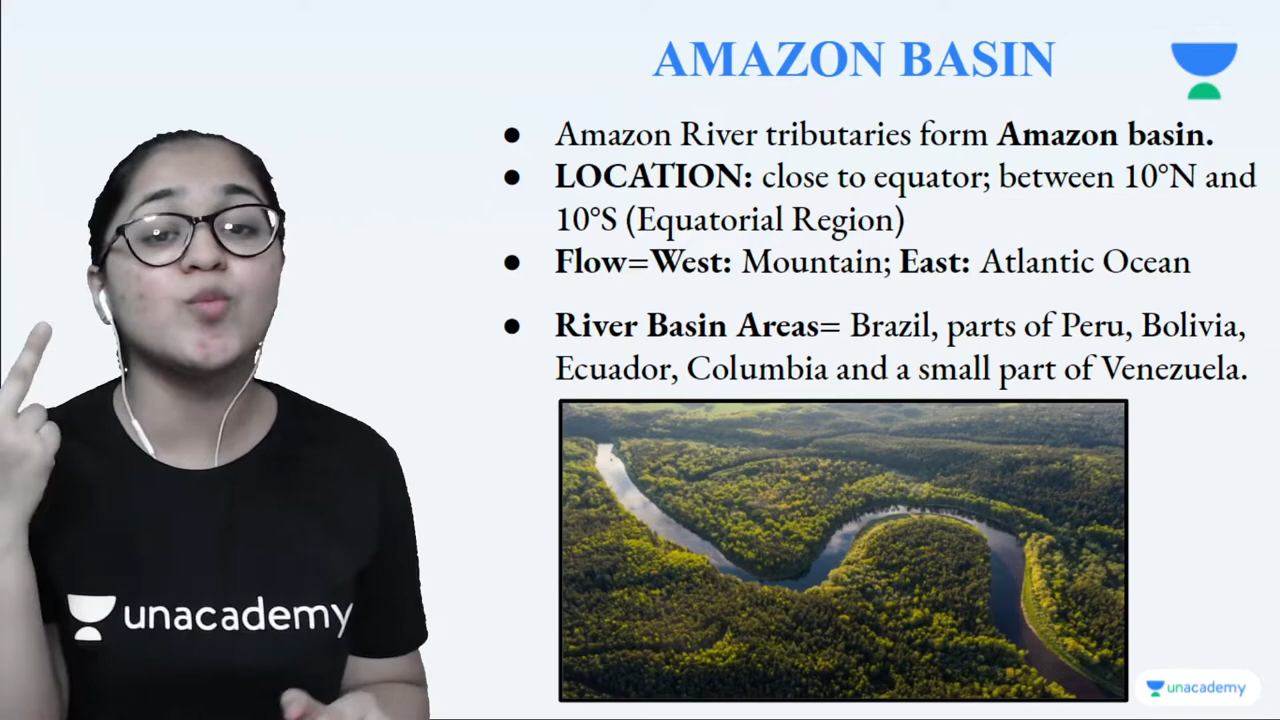 AMAZON BASIN
● Amazon River tributaries form Amazon basin.
● LOCATION: close to equator; between 10°N and
10°S (Equatorial Region)
● Flow=West: Mountain; East: Atlantic Ocean
● River Basin Areas= Brazil, parts of Peru, Bolivia,
Ecuador, Columbia and a small part of Venezuela.
unacademy
unacademy